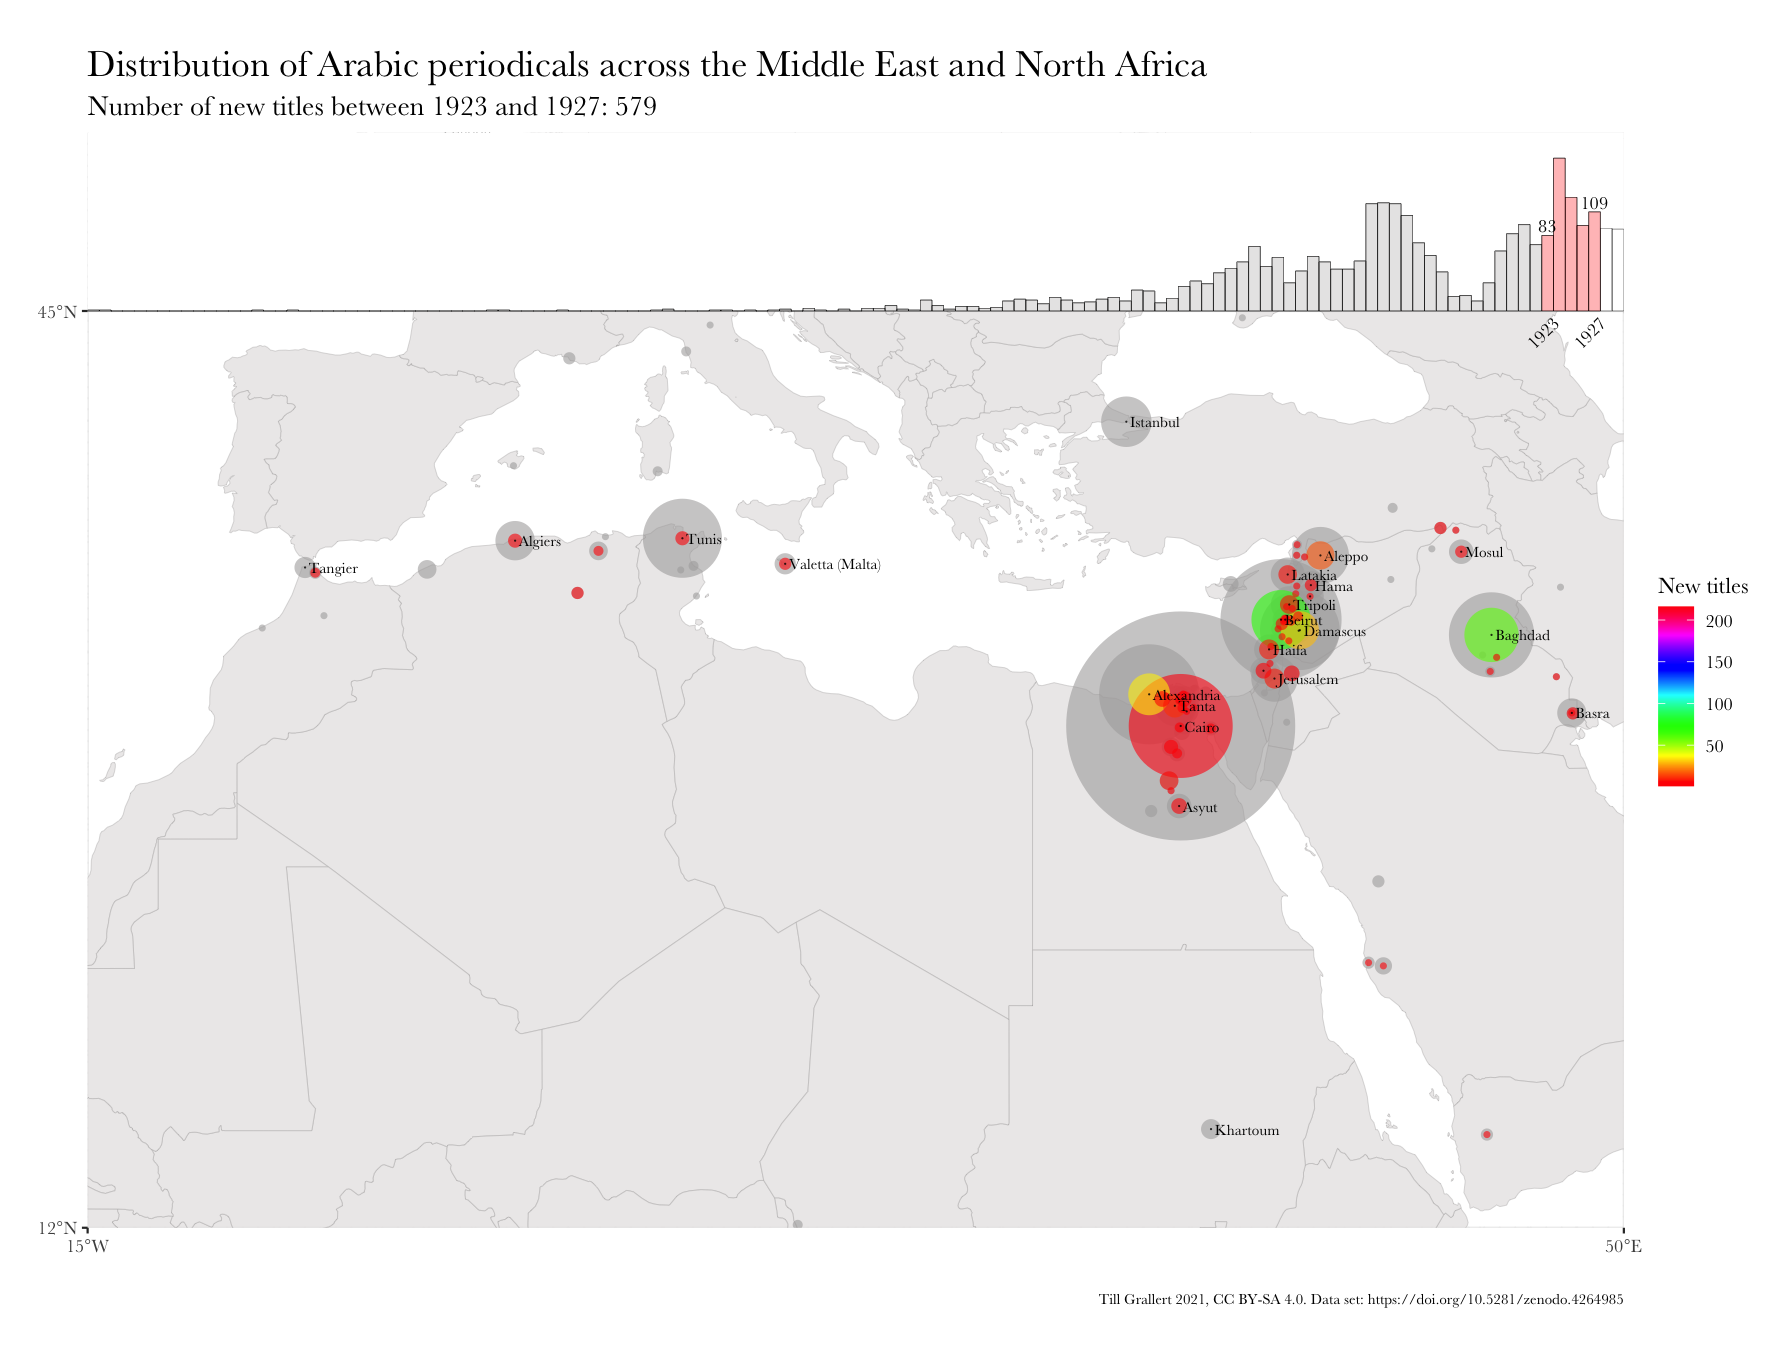 Distribution of Arabic periodicals across the Middle East and North Africa
Number of new titles between 1923 and 1927: 579
109
83
45°N
1923
1927
Istanbul
Algiers
Tunis
Aleppo
Mosul
Valetta (Malta)
Tangier
Latakia
Hama
New titles
Tripoli
Beirut
Damascus
Baghdad
200
Haifa
150
Jerusalem
Alexandria
Tanta
100
Basra
Cairo
50
Asyut
Khartoum
12°N
15°W
50°E
Till Grallert 2021, CC BY-SA 4.0. Data set: https://doi.org/10.5281/zenodo.4264985